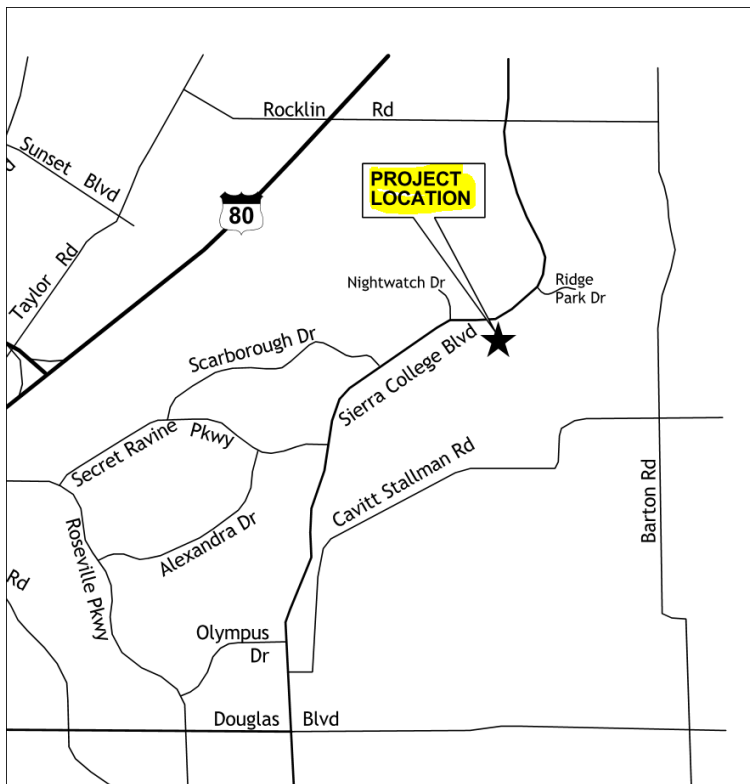 Rocklin Rd
Sunset Blvd
PROJECT
LOCATION
80
Taylor Rd
Nightwatch Dr
Ridge
Park Dr
Scarborough Dr
Sierra College Blvd
Secret Ravine Pkwy
Cavitt Stallman Rd
Barton Rd
Alexandra Dr
Roseville Pkwy
Rd
Olympus
Dr
Douglas Blvd